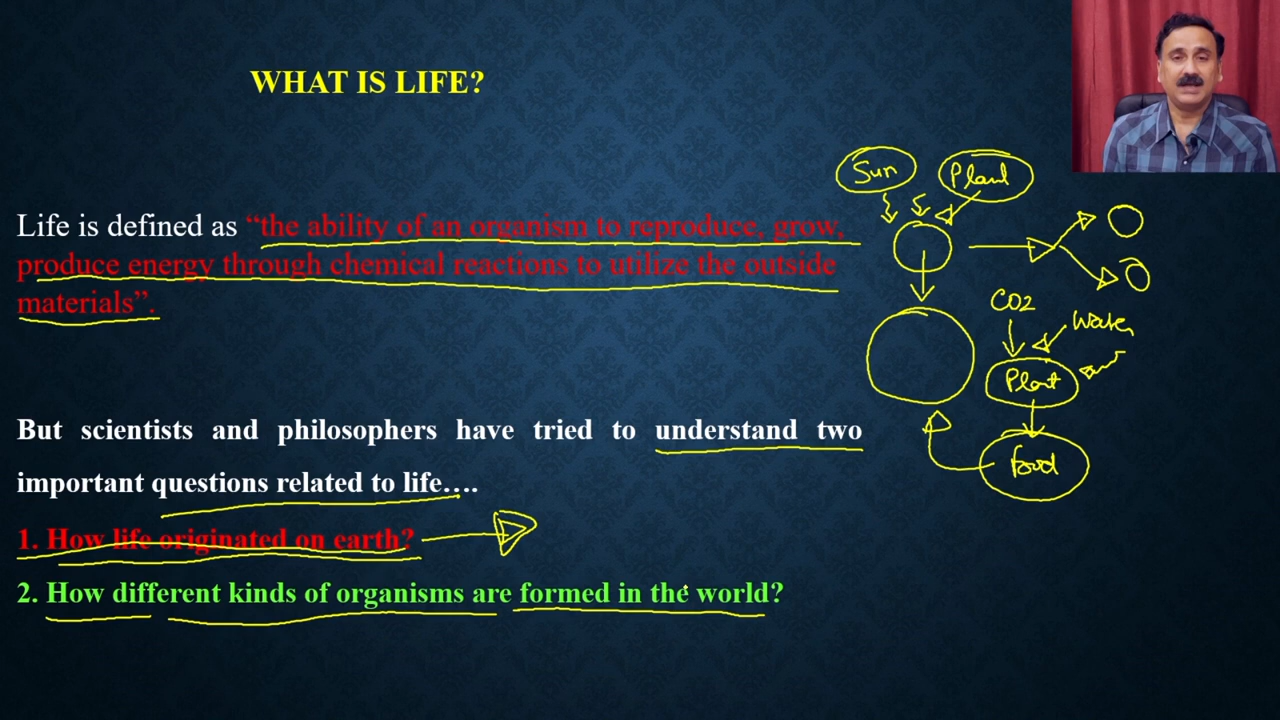 WHAT IS LIFE?
Life is defined as “the ability of an organism to reproduce, grow,
produce energy through chemical reactions to utilize the outside
materials”.
But scientists and philosophers have tried to understand two
important questions related to life….
1. How life originated on earth?
2. How different kinds of organisms are formed in the world?
Sun
Plant
CO2
Water
Plant
food